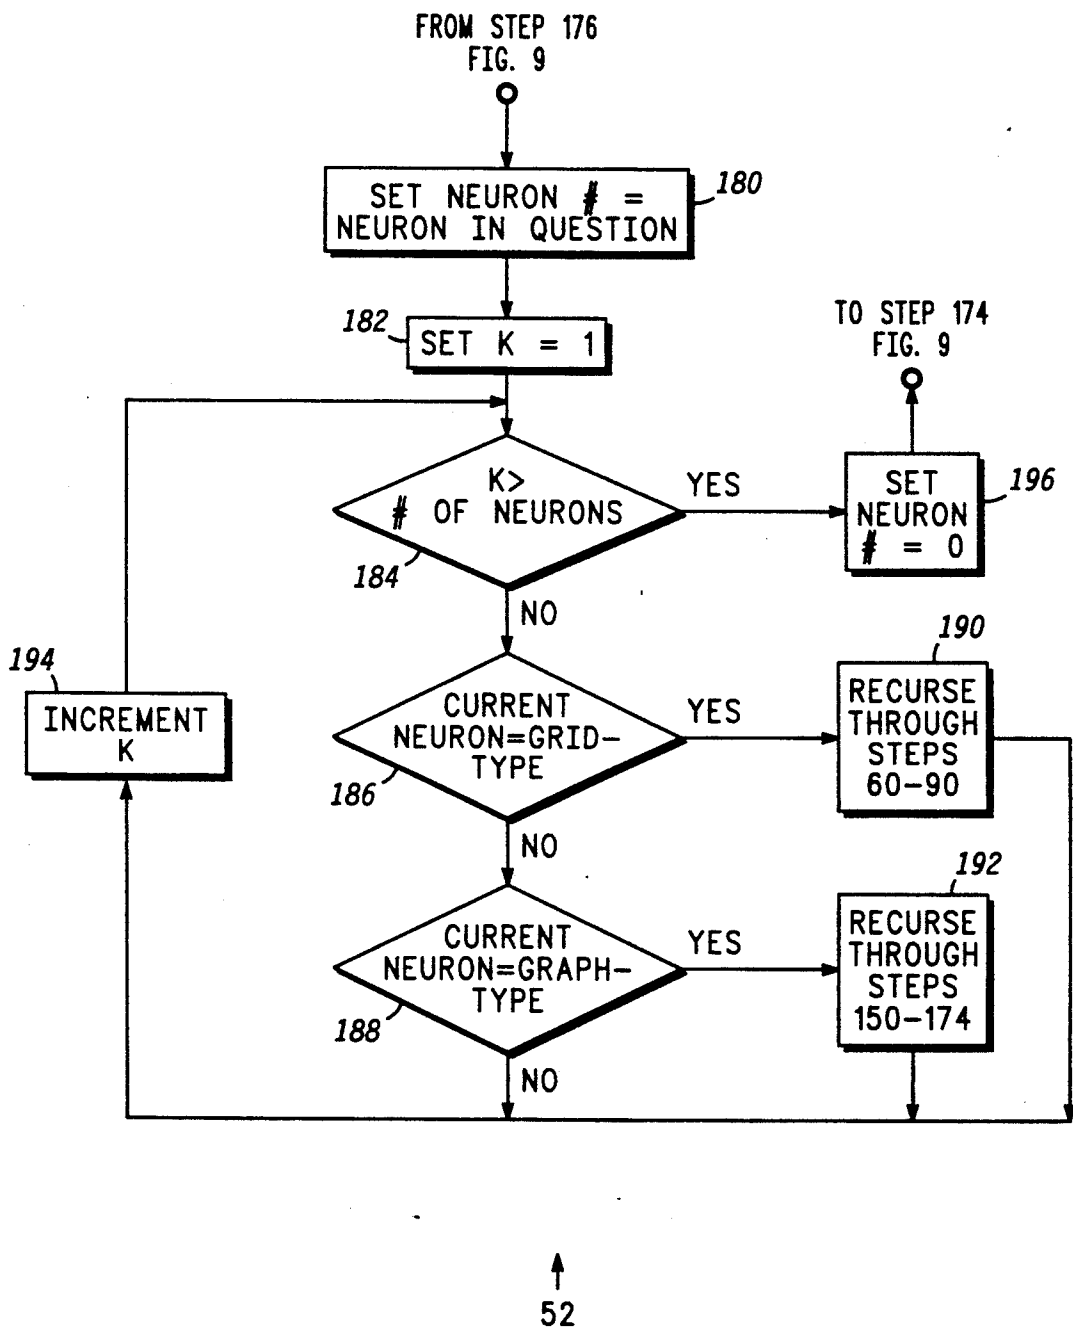 FROM STEP 176
FIG. 9
SET NEURON # =
NEURON IN QUESTION
180
182
SET K = 1
TO STEP 174
FIG. 9
K>
# OF NEURONS
184
YES
SET
NEURON
# = 0
196
NO
194
INCREMENT
K
CURRENT
NEURON=GRID-
TYPE
186
YES
190
RECURSE
THROUGH
STEPS
60-90
NO
CURRENT
NEURON=GRAPH-
TYPE
188
YES
192
RECURSE
THROUGH
STEPS
150-174
NO
52